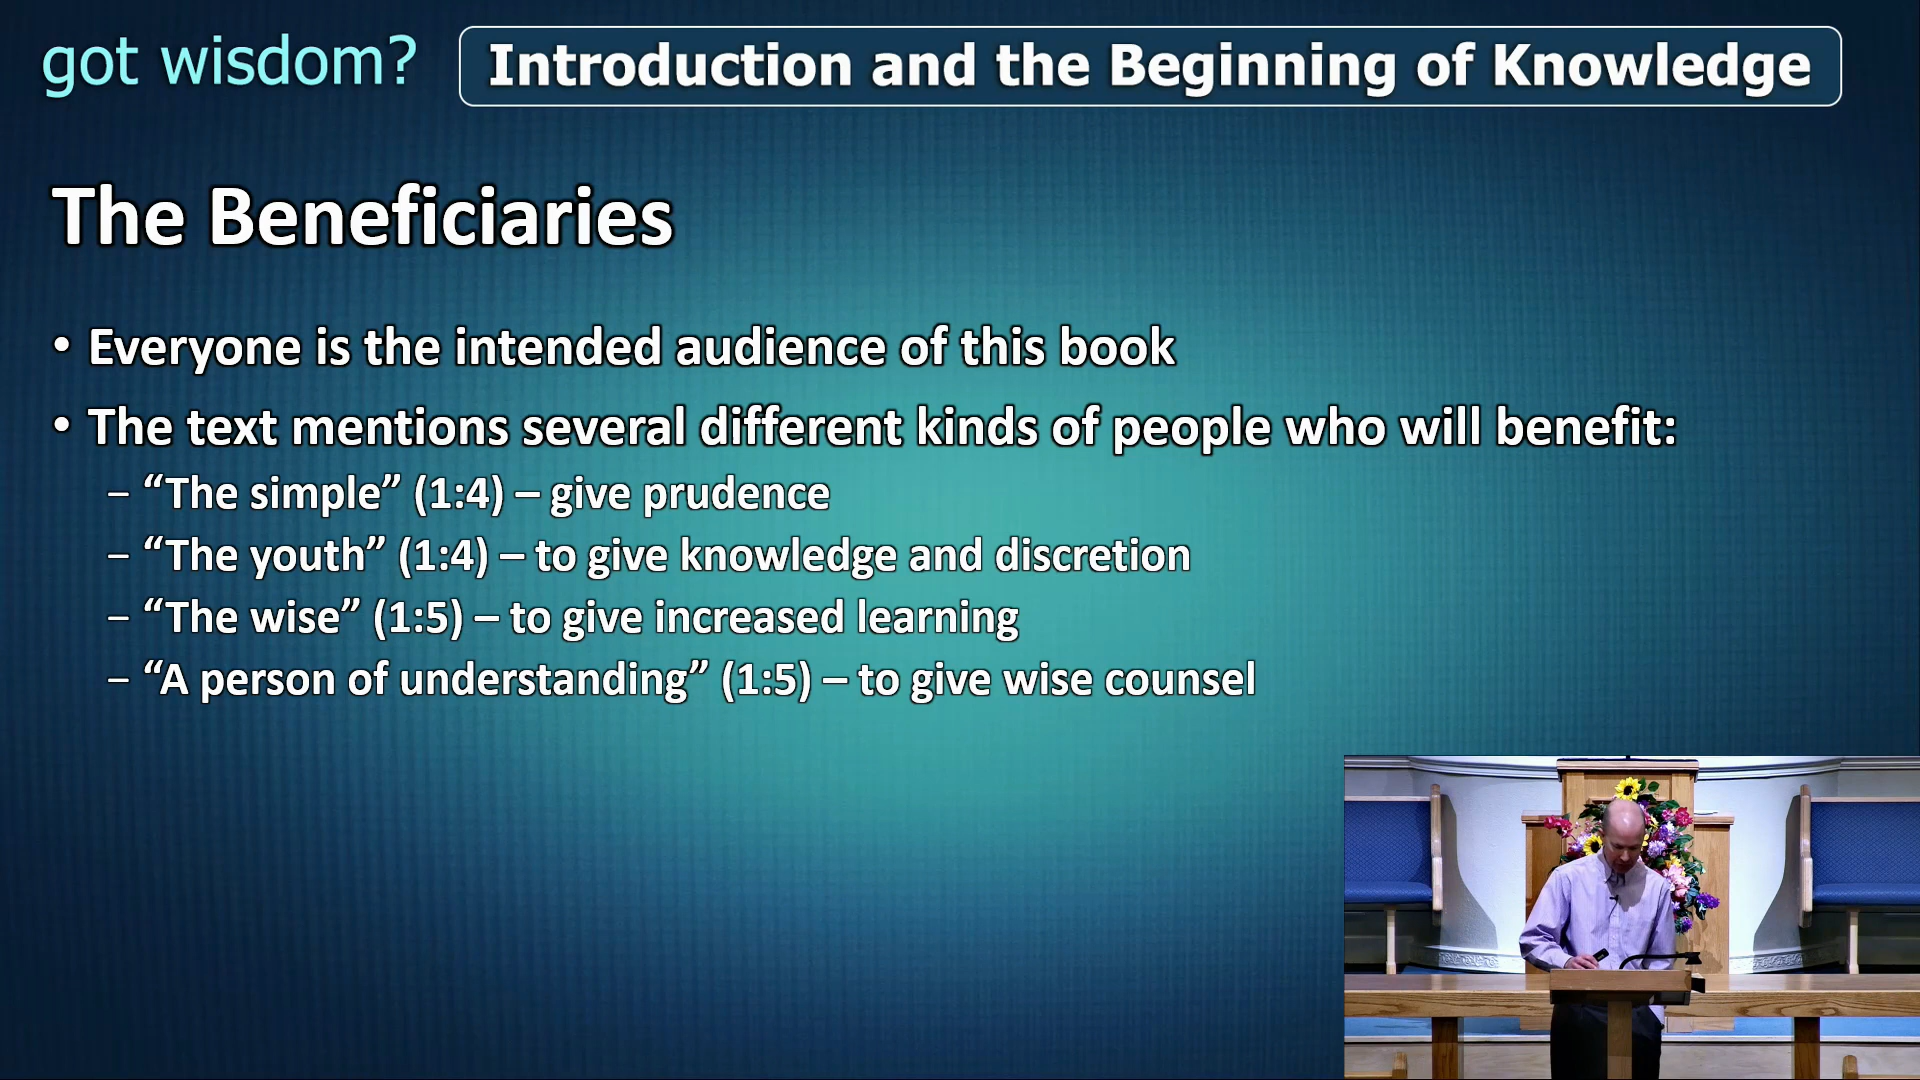 got wisdom?
Introduction and the Beginning of Knowledge
The Beneficiaries
• Everyone is the intended audience of this book
• The text mentions several different kinds of people who will benefit:
– “The simple” (1:4) – give prudence
– “The youth” (1:4) – to give knowledge and discretion
– “The wise” (1:5) – to give increased learning
– “A person of understanding” (1:5) – to give wise counsel